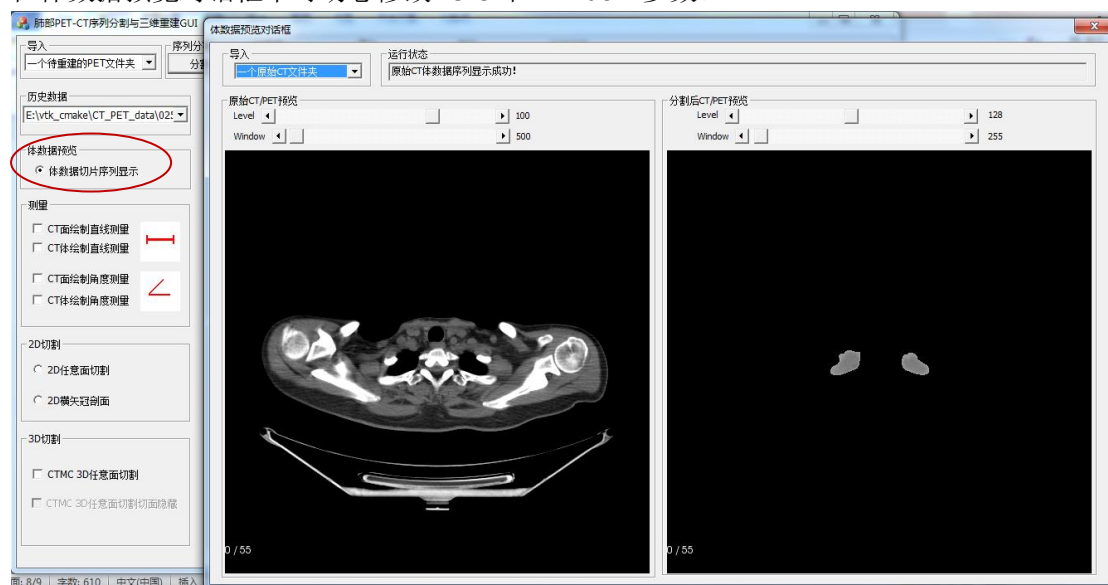 肺部PET-CT序列分割与三维重建GUI
导入
一个待重建的PET文件夹
序列分
分
历史数据
E:\vtk_cmake\CT_PET_data\02
体数据预览
体数据切片序列显示
测量
CT面绘制直线测量
CT体绘制直线测量
CT面绘制角度测量
CT体绘制角度测量
2D切割
2D任意面切割
2D横矢冠剖面
3D切割
CTMC 3D任意面切割
CTMC 3D任意面切割切面隐藏
体数据预览对话框
导入
一个原始CT文件夹
运行状态
原始CT体数据序列显示成功!
原始CT/PET预览
Level 100
Window 500
0 / 55
分割后CT/PET预览
Level 128
Window 255
0 / 55
面: 8/9 字数: 610 中文(中国) 插入